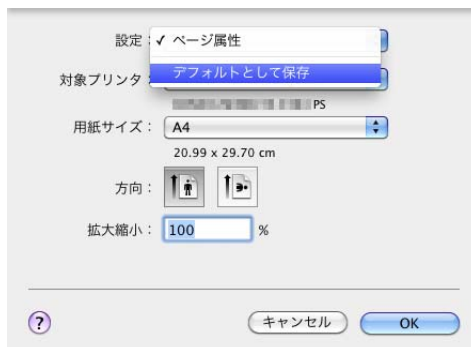 設定：
✓ ページ属性
デフォルトとして保存
対象プリンタ：
PS
用紙サイズ：
A4
20.99 x 29.70 cm
方向：
拡大縮小：
100
%
?
キャンセル
OK